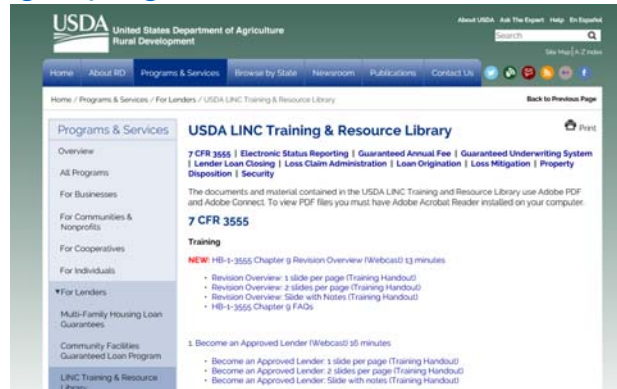 About USDA Ask The Expert Help En Español
USDA
United States Department of Agriculture
Rural Development
Search
Site Map | A-Z Index
Home About RD Programs & Services Browse by State Newsroom Publications Contact Us
Home / Programs & Services / For Lenders / USDA LINC Training & Resource Library
Back to Previous Page
Programs & Services
Overview
All Programs
For Businesses
For Communities &
Nonprofits
For Cooperatives
For Individuals
▼For Lenders
Multi-Family Housing Loan
Guarantees
Community Facilities
Guaranteed Loan Program
LINC Training & Resource
Library
USDA LINC Training & Resource Library
Print
7 CFR 3555 | Electronic Status Reporting | Guaranteed Annual Fee | Guaranteed Underwriting System
| Lender Loan Closing | Loss Claim Administration | Loan Origination | Loss Mitigation | Property
Disposition | Security
The documents and material contained in the USDA LINC Training and Resource Library use Adobe PDF
and Adobe Connect. To view PDF files you must have Adobe Acrobat Reader installed on your computer.
7 CFR 3555
Training
NEW: HB-1-3555 Chapter 9 Revision Overview (Webcast) 13 minutes
• Revision Overview: 1 slide per page (Training Handout)
• Revision Overview: 2 slides per page (Training Handout)
• Revision Overview: Slide with Notes (Training Handout)
• HB-1-3555 Chapter 9 FAQs
1. Become an Approved Lender (Webcast) 16 minutes
• Become an Approved Lender: 1 slide per page (Training Handout)
• Become an Approved Lender: 2 slides per page (Training Handout)
• Become an Approved Lender: Slide with notes (Training Handout)